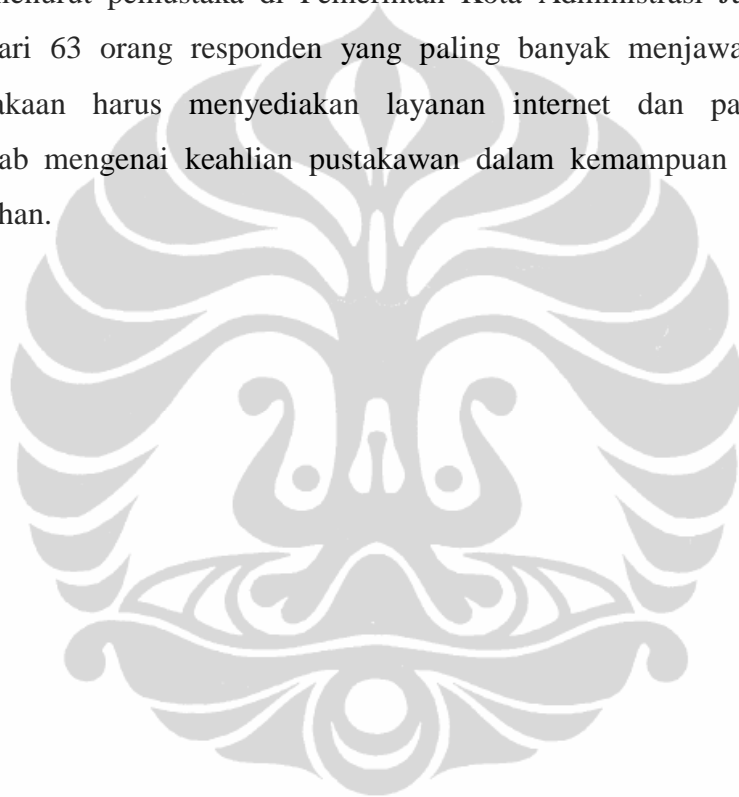 menurut pemustaka di Pemerintah Kota Administrasi
ari 63 orang responden yang paling banyak menjawa
akaan harus menyediakan layanan internet dan pa
ab mengenai keahlian pustakawan dalam kemampuan
han.